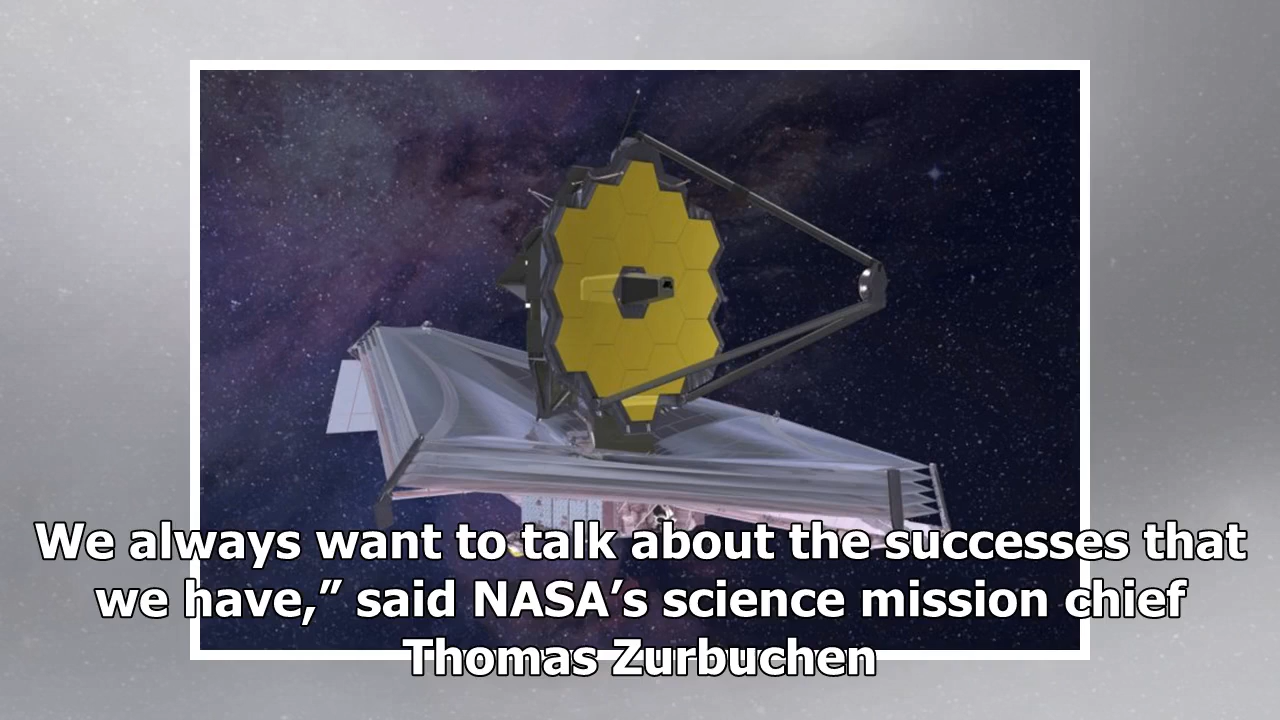 We always want to talk about the successes that
we have,” said NASA’s science mission chief
Thomas Zurbuchen